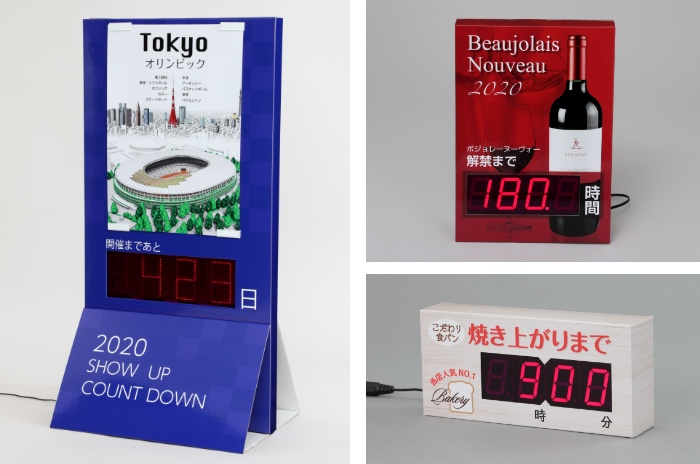 Tokyo
オリンピック
開催まであと
423
日
2020
SHOW UP
COUNT DOWN
Beaujolais
Nouveau
2020
ボジョレーヌーヴォー
解禁まで
180
時間
こだわり
食パン
焼き上がりまで
当店人気NO.1
Bakery
900
時 分